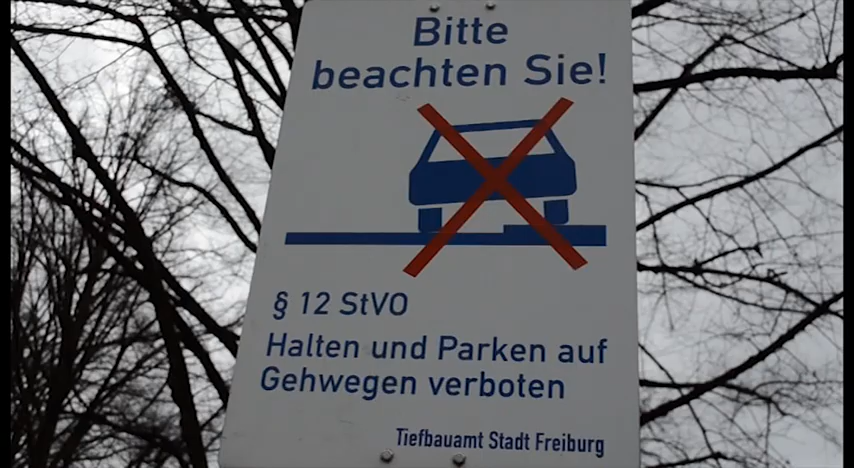 Bitte
beachten Sie!
§ 12 StVO
Halten und Parken auf
Gehwegen verboten
Tiefbauamt Stadt Freiburg